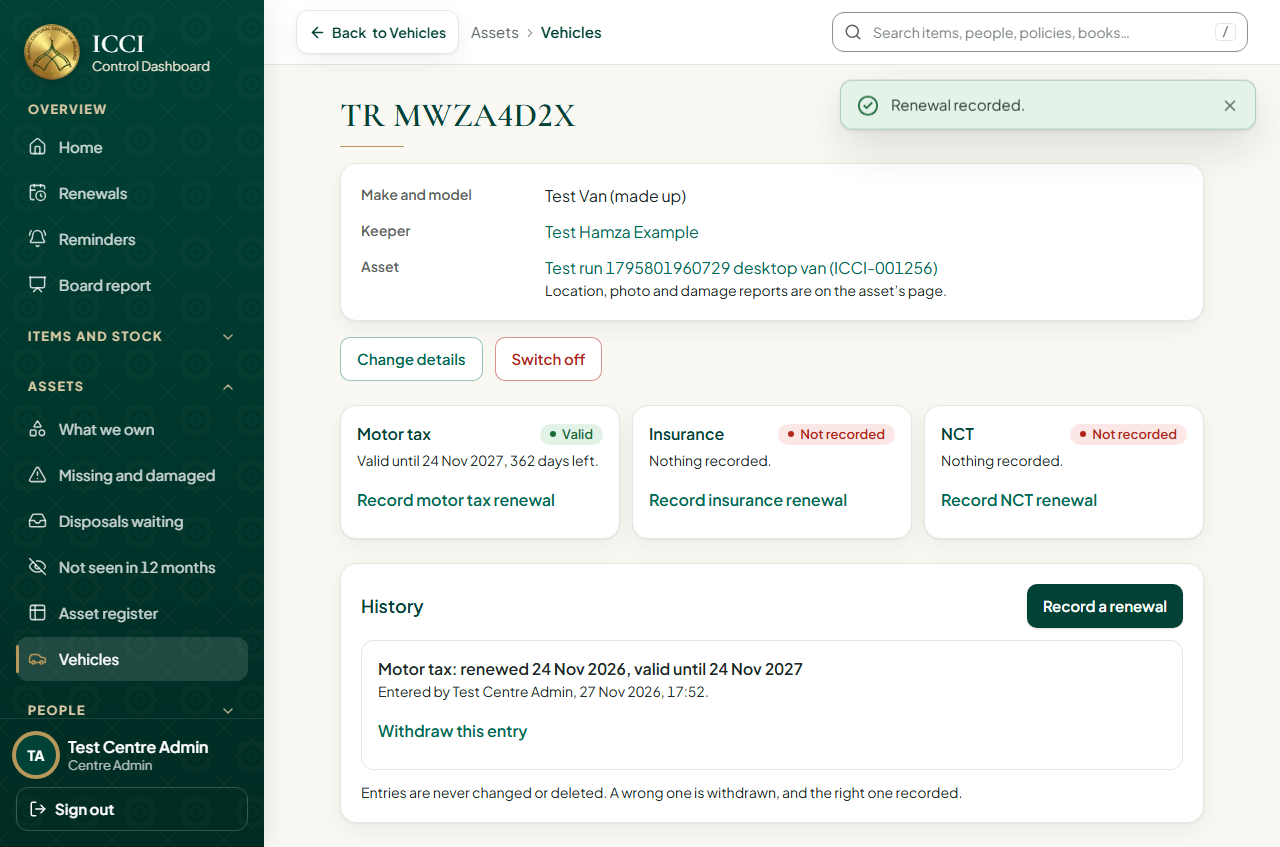 ICCI
Control Dashboard
OVERVIEW
Home
Renewals
Reminders
Board report
ITEMS AND STOCK
ASSETS
What we own
Missing and damaged
Disposals waiting
Not seen in 12 months
Asset register
Vehicles
PEOPLE
TA
Test Centre Admin
Centre Admin
Sign out
Back to Vehicles
Assets
Vehicles
Search items, people, policies, books…
/
Renewal recorded.
TR MWZA4D2X
Make and model
Test Van (made up)
Keeper
Test Hamza Example
Asset
Test run 1795801960729 desktop van (ICCI-001256)
Location, photo and damage reports are on the asset’s page.
Change details
Switch off
Motor tax
Valid
Valid until 24 Nov 2027, 362 days left.
Record motor tax renewal
Insurance
Not recorded
Nothing recorded.
Record insurance renewal
NCT
Not recorded
Nothing recorded.
Record NCT renewal
History
Record a renewal
Motor tax: renewed 24 Nov 2026, valid until 24 Nov 2027
Entered by Test Centre Admin, 27 Nov 2026, 17:52.
Withdraw this entry
Entries are never changed or deleted. A wrong one is withdrawn, and the right one recorded.